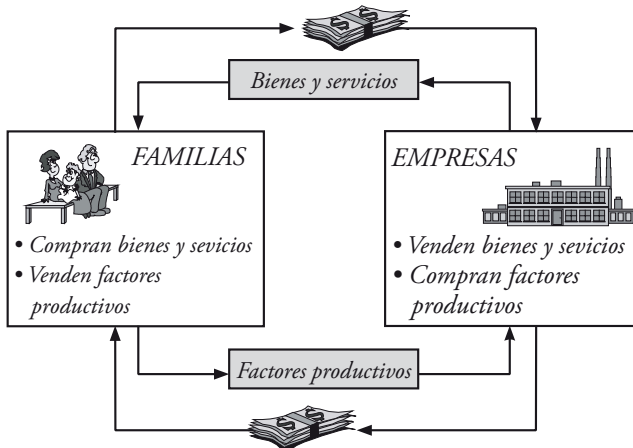 Bienes y servicios
FAMILIAS
• Compran bienes y sevicios
• Venden factores
productivos
EMPRESAS
• Venden bienes y sevicios
• Compran factores
productivos
Factores productivos